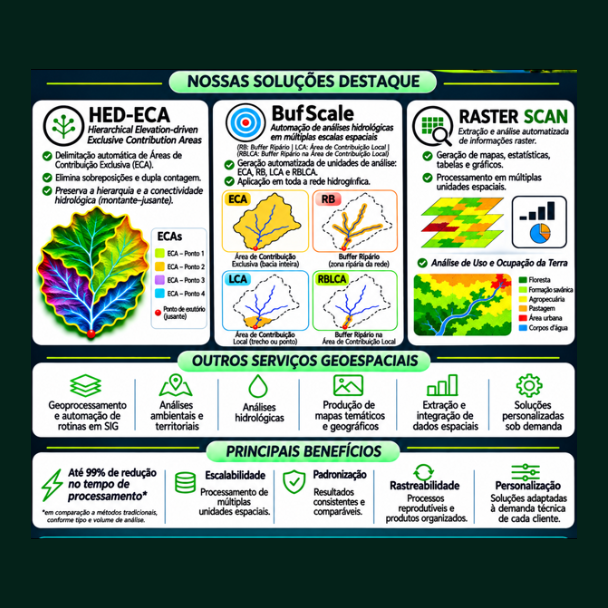 NOSSAS SOLUÇÕES DESTAQUE
HED-ECA
Hierarchical Elevation-driven
Exclusive Contribution Areas
Delimitação automática de Áreas de
Contribuição Exclusiva (ECA).
Elimina sobreposições e dupla contagem.
Preserva a hierarquia e a conectividade
hidrológica (montante–jusante).
ECAs
ECA – Ponto 1
ECA – Ponto 2
ECA – Ponto 3
ECA – Ponto 4
Ponto de exutório
(jusante)
BufScale
Automação de análises hidrológicas
em múltiplas escalas espaciais
(RB: Buffer Ripário | LCA: Área de Contribuição Local |
(RBLCA: Buffer Ripário na Área de Contribuição Local)
Geração automatizada de unidades de análise:
ECA, RB, LCA e RBLCA.
Aplicação em toda a rede hidrográfica.
ECA
RB
Área de Contribuição
Exclusiva (bacia inteira)
Buffer Ripário
(zona ripária da rede)
LCA
RBLCA
Área de Contribuição
Local (trecho ou ponto)
Buffer Ripário na
Área de Contribuição Local
RASTER SCAN
Extração e análise automatizada
de informações raster.
Geração de mapas, estatísticas,
tabelas e gráficos.
Processamento em múltiplas
unidades espaciais.
Análise de Uso e Ocupação da Terra
Floresta
Formação savânica
Agropecuária
Pastagem
Área urbana
Corpos d'água
OUTROS SERVIÇOS GEOESPACIAIS
Geoprocessamento
e automação de
rotinas em SIG
Análises
ambientais e
territoriais
Análises
hidrológicas
Produção de
mapas temáticos
e geográficos
Extração e
integração de
dados espaciais
Soluções
personalizadas
sob demanda
PRINCIPAIS BENEFÍCIOS
Até 99% de redução
no tempo de
processamento*
*em comparação a métodos tradicionais,
conforme tipo e volume de análise.
Escalabilidade
Processamento de
múltiplas
unidades espaciais.
Padronização
Resultados
consistentes e
comparáveis.
Rastreabilidade
Processos
reprodutíveis e
produtos organizados.
Personalização
Soluções adaptadas
à demanda técnica
de cada cliente.